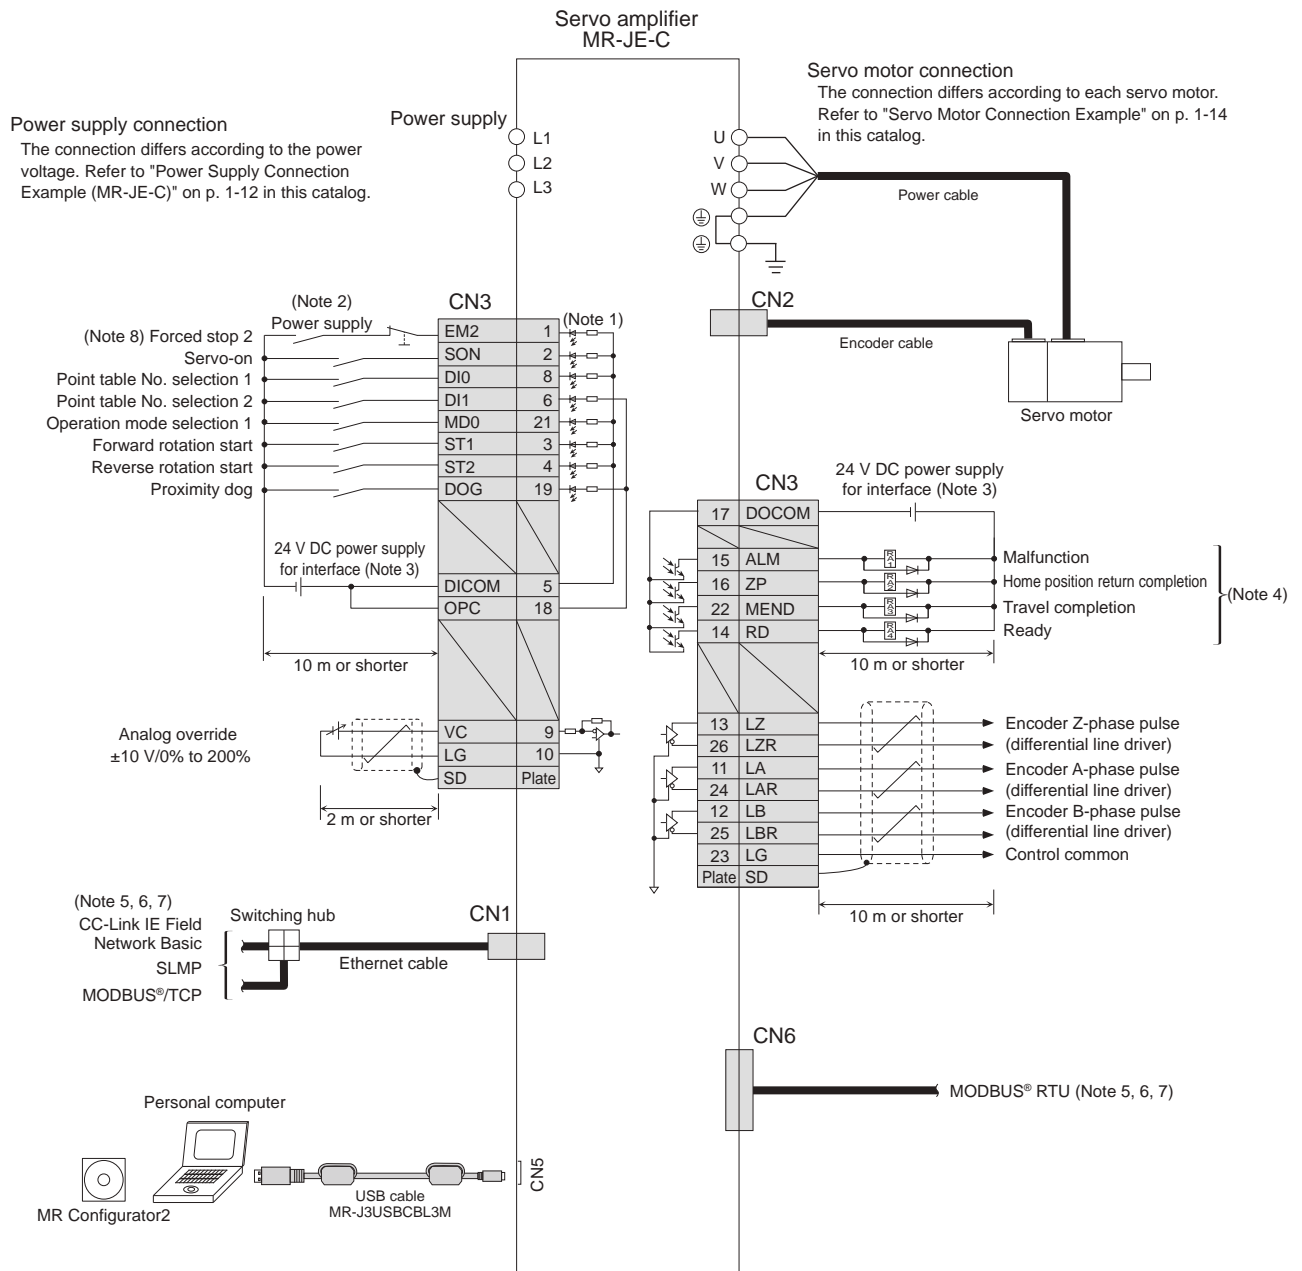 Servo amplifier
MR-JE-C
Servo motor connection
The connection differs according to each servo motor.
Refer to "Servo Motor Connection Example" on p. 1-14
in this catalog.
Power supply connection
The connection differs according to the power
voltage. Refer to "Power Supply Connection
Example (MR-JE-C)" on p. 1-12 in this catalog.
Power supply
L1
L2
L3
U
V
W
Power cable
CN2
Encoder cable
Servo motor
(Note 2)
Power supply
CN3
(Note 1)
(Note 8) Forced stop 2 EM2 1
Servo-on SON 2
Point table No. selection 1 DI0 8
Point table No. selection 2 DI1 6
Operation mode selection 1 MD0 21
Forward rotation start ST1 3
Reverse rotation start ST2 4
Proximity dog DOG 19
24 V DC power supply
for interface (Note 3)
DICOM 5
OPC 18
10 m or shorter
Analog override
±10 V/0% to 200%
VC 9
LG 10
SD Plate
2 m or shorter
CN3
24 V DC power supply
for interface (Note 3)
17 DOCOM
15 ALM RA1 Malfunction
16 ZP RA2 Home position return completion
22 MEND RA3 Travel completion
14 RD RA4 Ready
(Note 4)
10 m or shorter
13 LZ Encoder Z-phase pulse
26 LZR (differential line driver)
11 LA Encoder A-phase pulse
24 LAR (differential line driver)
12 LB Encoder B-phase pulse
25 LBR (differential line driver)
23 LG Control common
Plate SD
10 m or shorter
(Note 5, 6, 7)
CC-Link IE Field
Network Basic
SLMP
MODBUS®/TCP
Switching hub
Ethernet cable
CN1
CN6
MODBUS® RTU (Note 5, 6, 7)
Personal computer
MR Configurator2
USB cable
MR-J3USBCBL3M
CN5